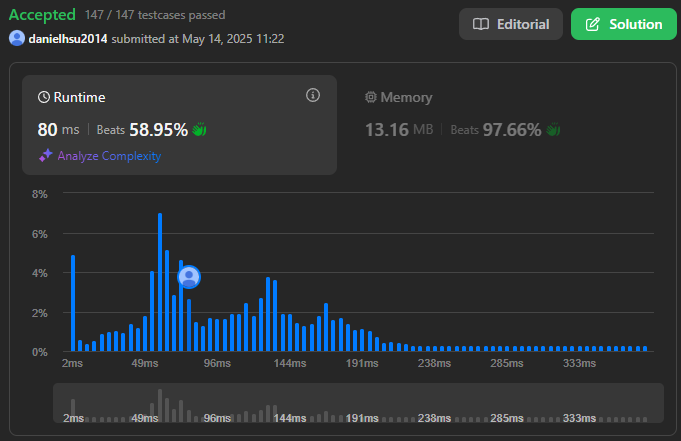 Accepted 147 / 147 testcases passed
Editorial
Solution
danielhsu2014 submitted at May 14, 2025 11:22
Runtime
80 ms | Beats 58.95%
Analyze Complexity
Memory
13.16 MB | Beats 97.66%
8%
6%
4%
2%
0%
2ms 49ms 96ms 144ms 191ms 238ms 285ms 333ms
2ms 49ms 96ms 144ms 191ms 238ms 285ms 333ms